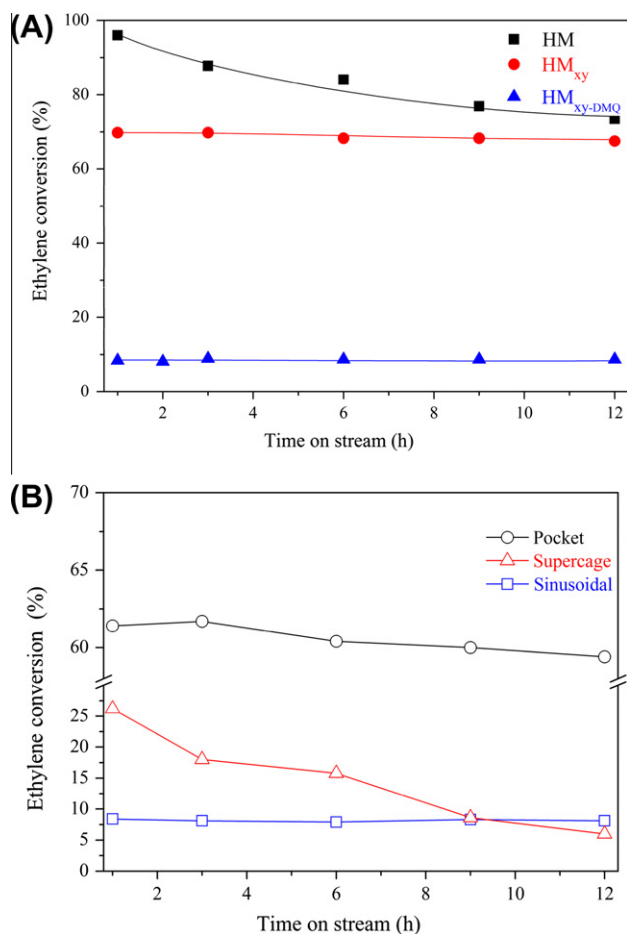 (A)
100
80
60
40
20
0
Ethylene conversion (%)
HM
HMxy
HMxy-DMQ
2
4
6
8
10
12
Time on stream (h)
(B)
70
65
60
25
20
15
10
5
0
Ethylene conversion (%)
Pocket
Supercage
Sinusoidal
2
4
6
8
10
12
Time on stream (h)